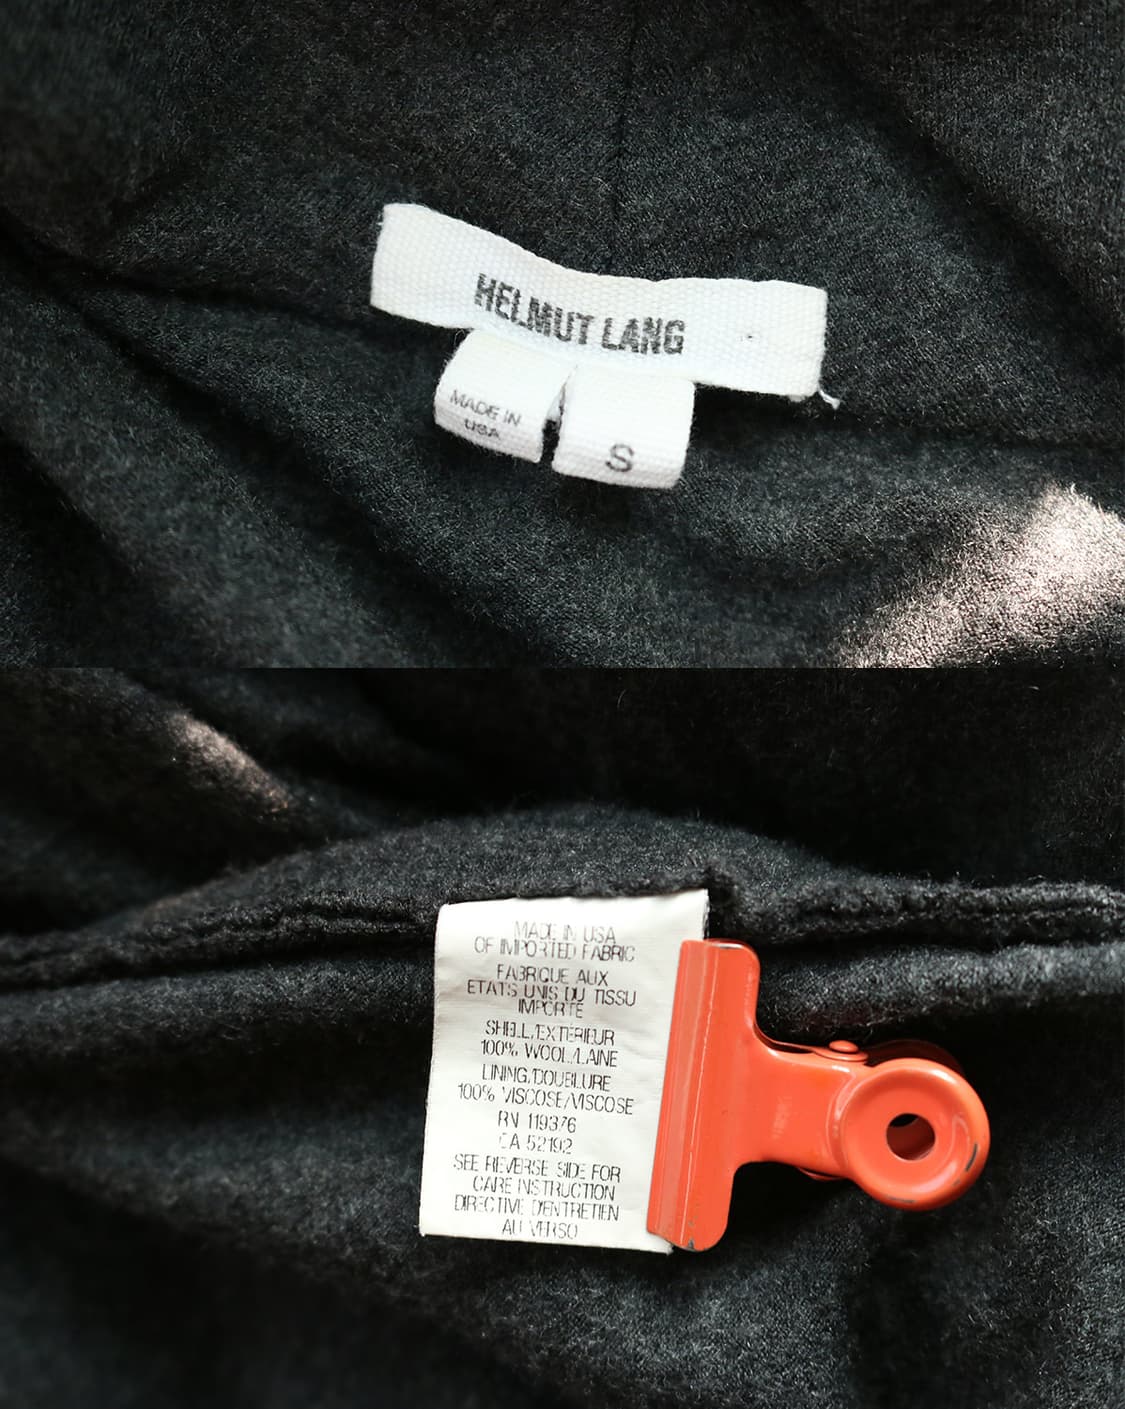 HELMUT LANG
MADE IN
USA
S
MADE IN USA
OF IMPORTED FABRIC
FABRIQUE AUX
ETATS UNIS DU TISSU
IMPORTE
SHELL/EXTERIEUR
100% WOOL/LAINE
LINING/DOUBLURE
100% VISCOSE/VISCOSE
RN 119376
CA 52192
SEE REVERSE SIDE FOR
CARE INSTRUCTION
DIRECTIVE D'ENTRETIEN
AU VERSO